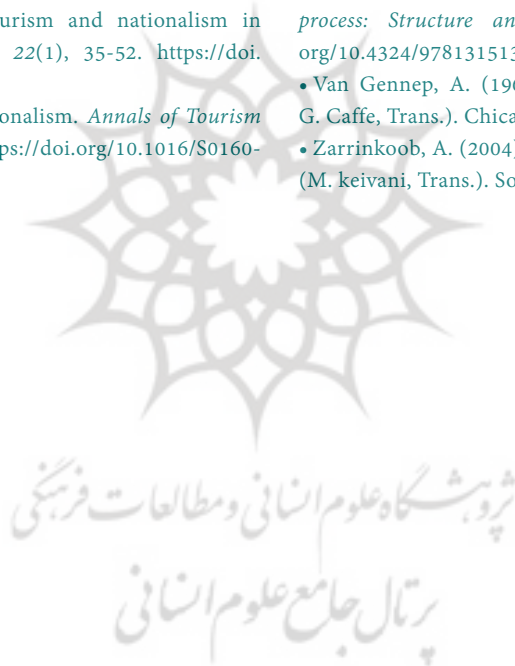 urism and nationalism in
22(1), 35-52. https://doi.
onalism. Annals of Tourism
ps://doi.org/10.1016/S0160-
process: Structure an
org/10.4324/978131513
• Van Gennep, A. (196
G. Caffe, Trans.). Chica
• Zarrinkoob, A. (2004)
(M. keivani, Trans.). So
پژوهشگاه علوم انسانی و مطالعات فرهنگی
پرتال جامع علوم انسانی